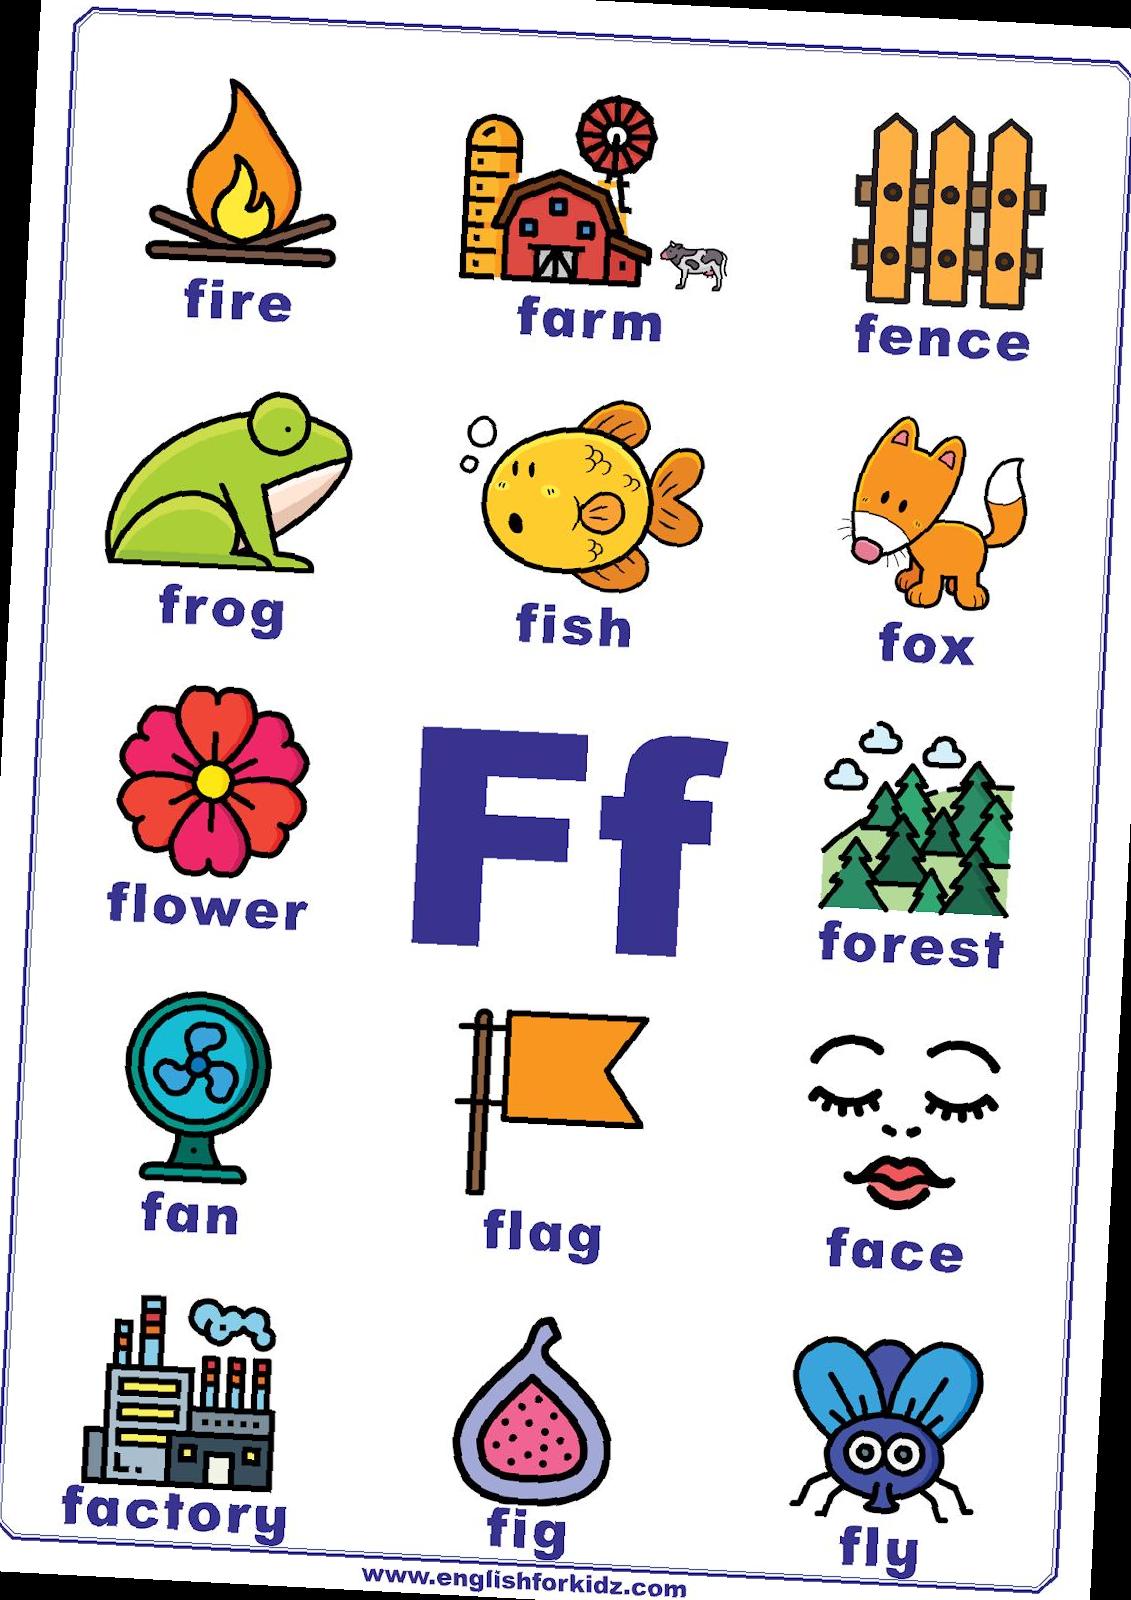 fire farm fence
frog fish fox
flower Ff forest
fan flag face
factory fig fly
www.englishforkidz.com